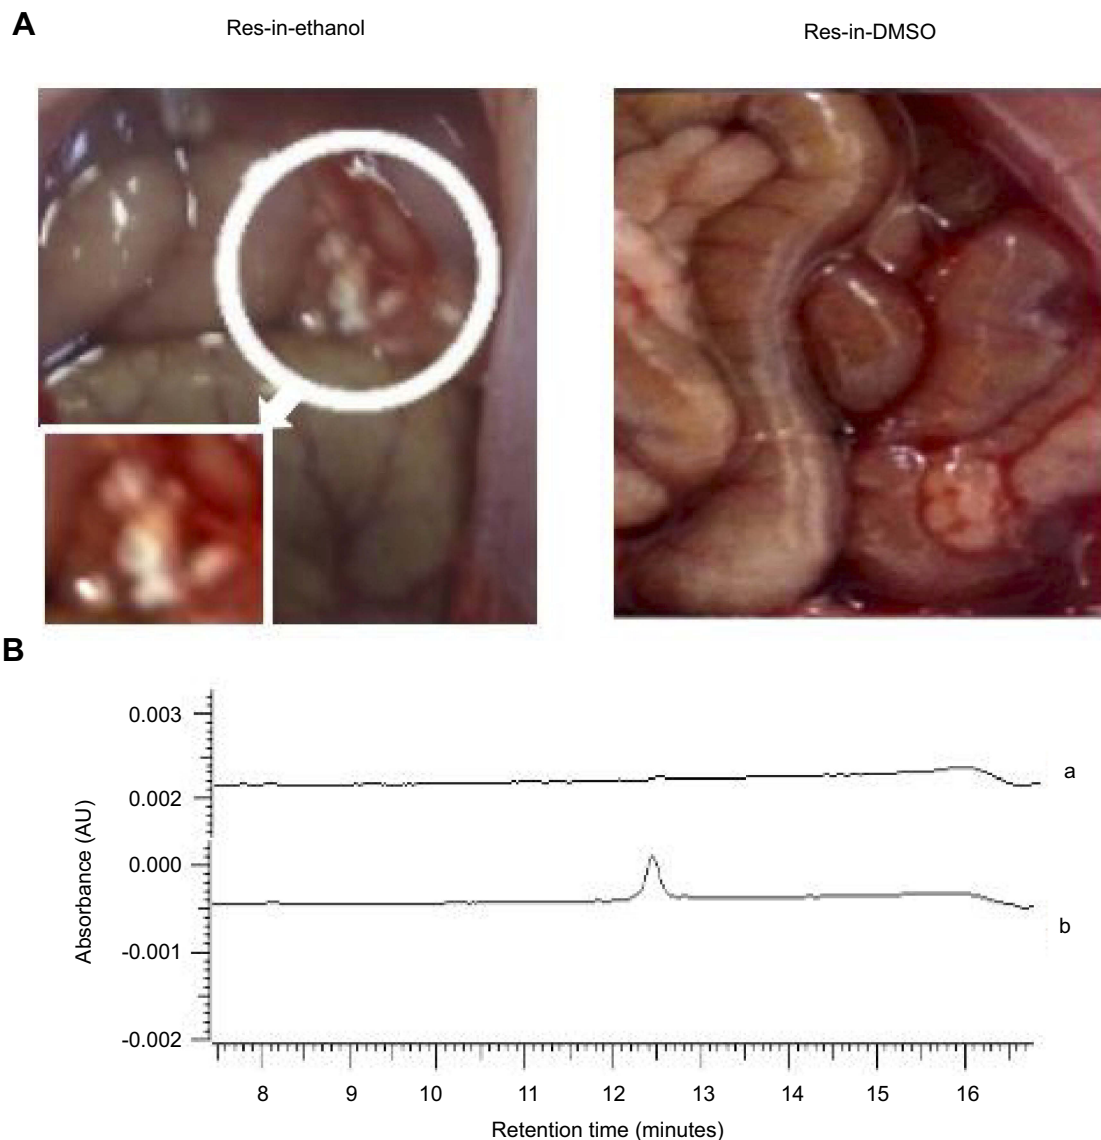 A
Res-in-ethanol
Res-in-DMSO
B
0.003
0.002
0.000
-0.001
-0.002
Absorbance (AU)
a
b
8 9 10 11 12 13 14 15 16
Retention time (minutes)